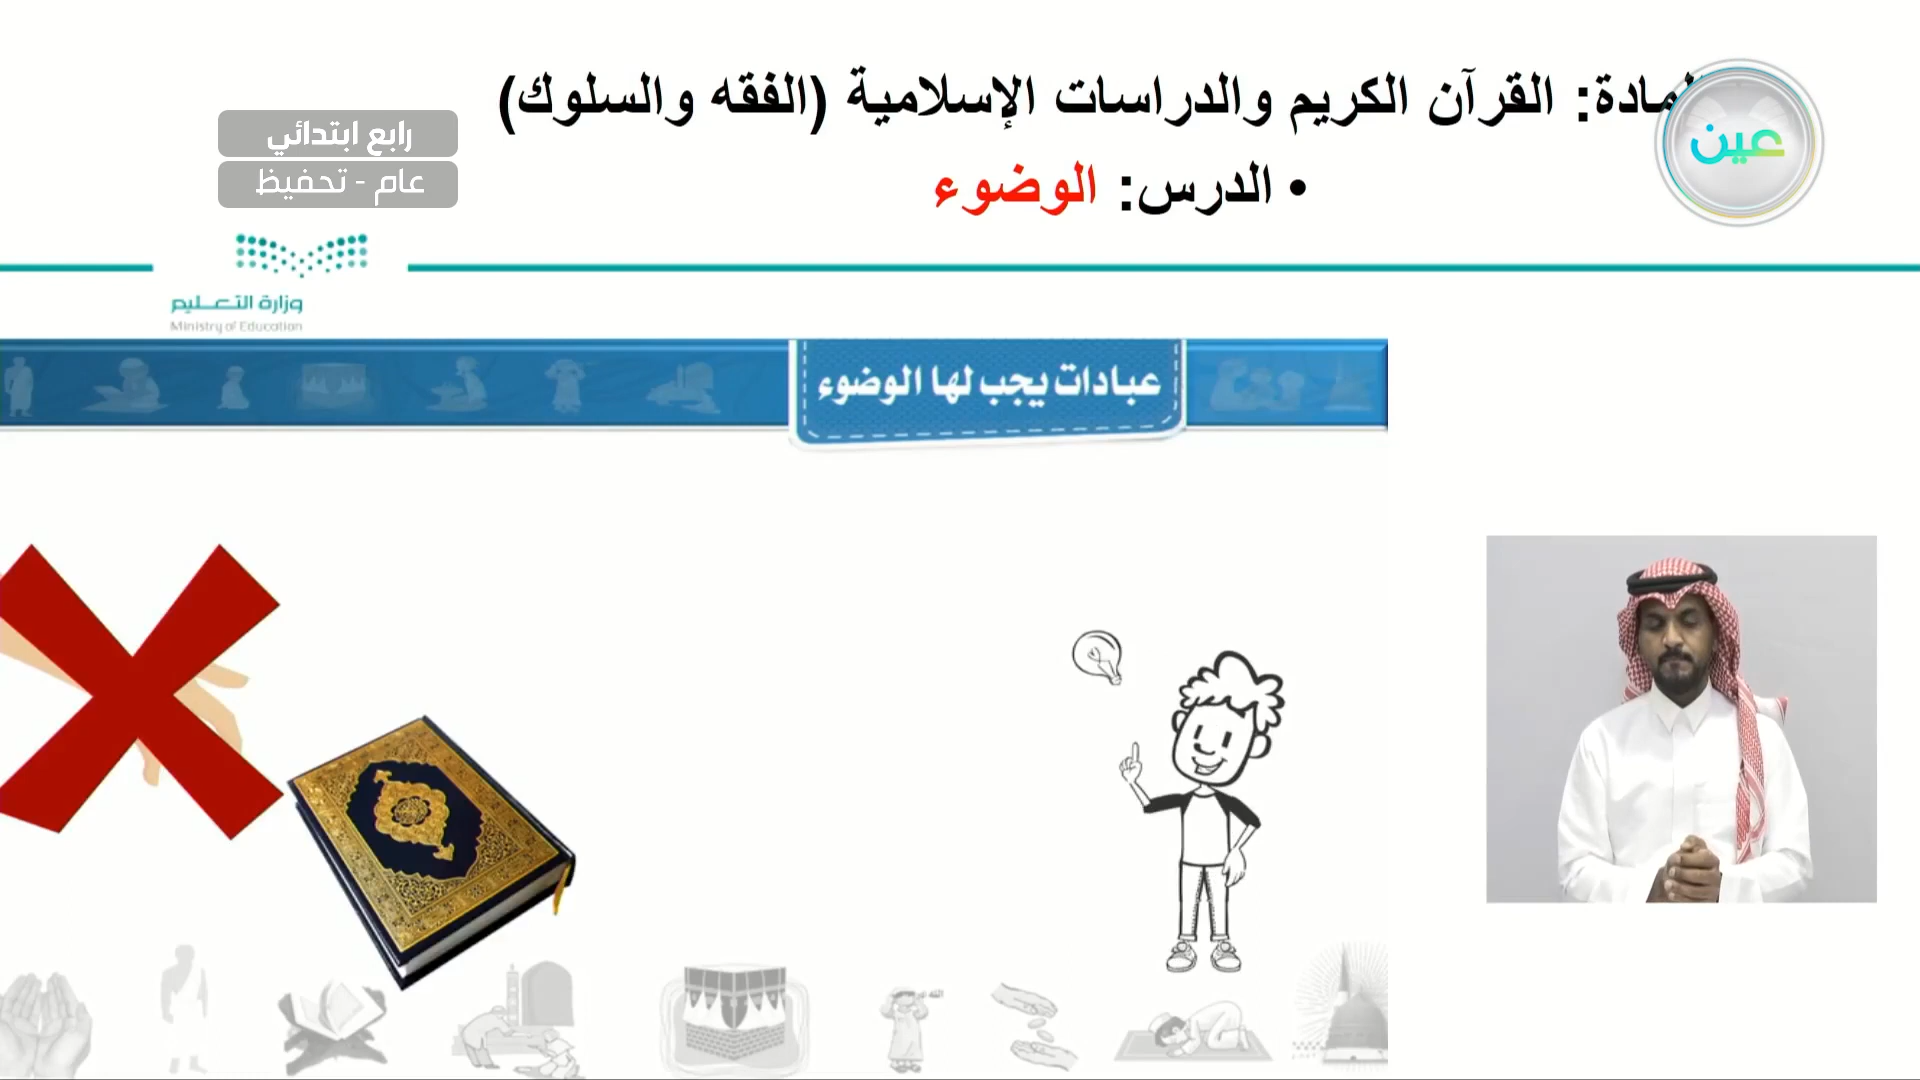 المادة: القرآن الكريم والدراسات الإسلامية (الفقه والسلوك)
• الدرس: الوضوء
عين
رابع ابتدائي
عام - تحفيظ
وزارة التعليم
Ministry of Education
عبادات يجب لها الوضوء